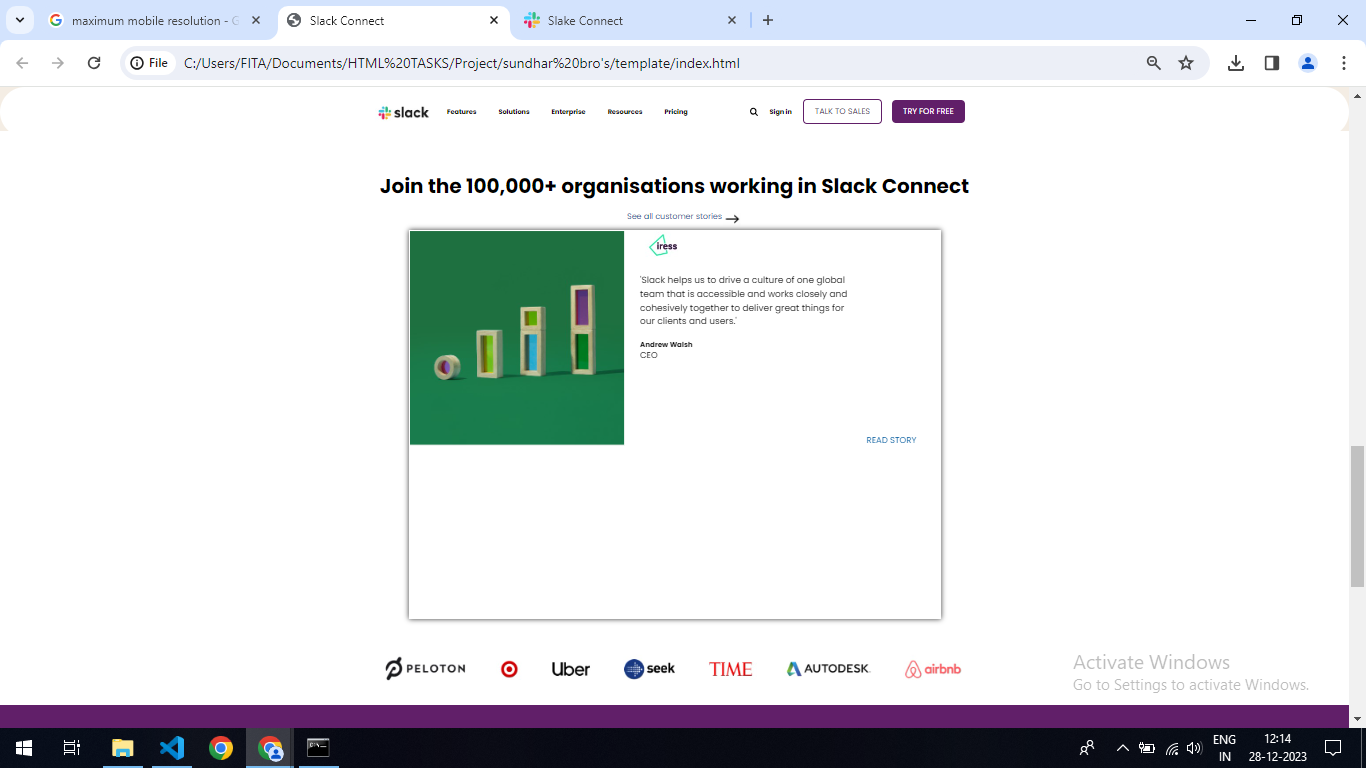 maximum mobile resolution - G
Slack Connect
Slake Connect
File
C:/Users/FITA/Documents/HTML%20TASKS/Project/sundhar%20bro's/template/index.html
slack
Features
Solutions
Enterprise
Resources
Pricing
Sign in
TALK TO SALES
TRY FOR FREE
Join the 100,000+ organisations working in Slack Connect
See all customer stories
iress
'Slack helps us to drive a culture of one global
team that is accessible and works closely and
cohesively together to deliver great things for
our clients and users.'
Andrew Walsh
CEO
READ STORY
PELOTON
Uber
seek
TIME
AUTODESK.
airbnb
Activate Windows
Go to Settings to activate Windows.
ENG
IN
12:14
28-12-2023